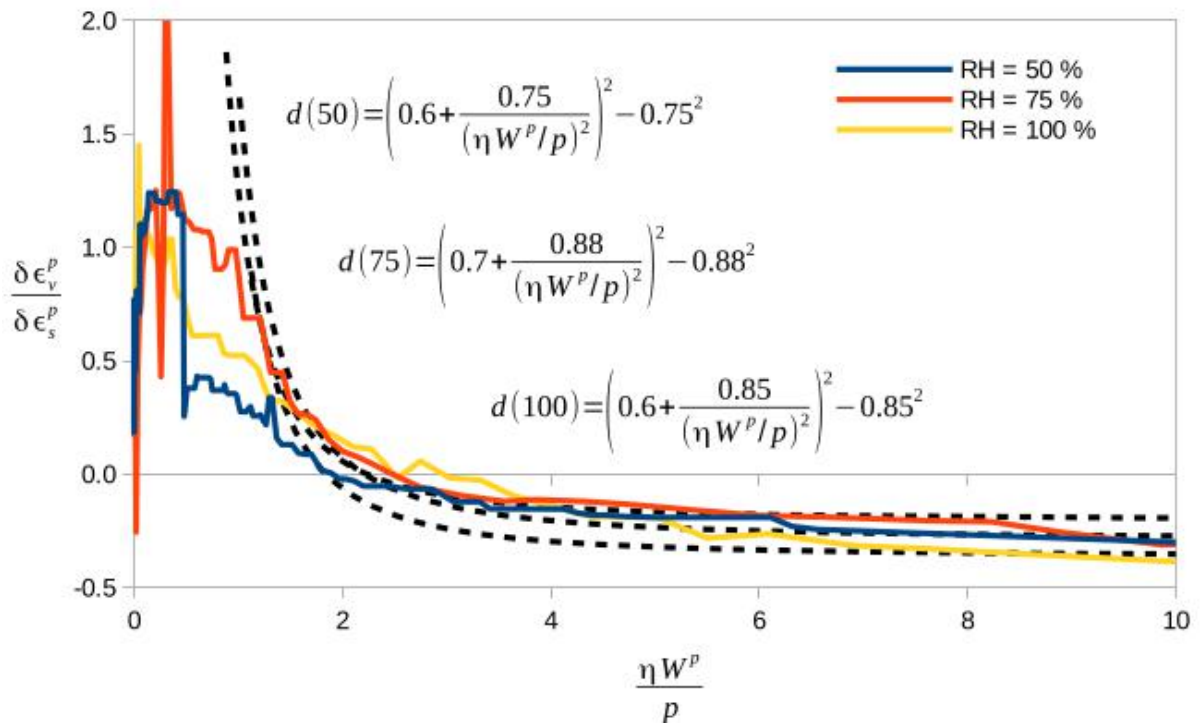 2.0
RH = 50 %
d(50)=(0.6+0.75/(ηW^p/p)^2)^2−0.75^2
RH = 75 %
RH = 100 %
1.5
d(75)=(0.7+0.88/(ηW^p/p)^2)^2−0.88^2
1.0
δϵ_v^p/δϵ_s^p
0.5
d(100)=(0.6+0.85/(ηW^p/p)^2)^2−0.85^2
0.0
-0.5
0 2 4 6 8 10
ηW^p/p